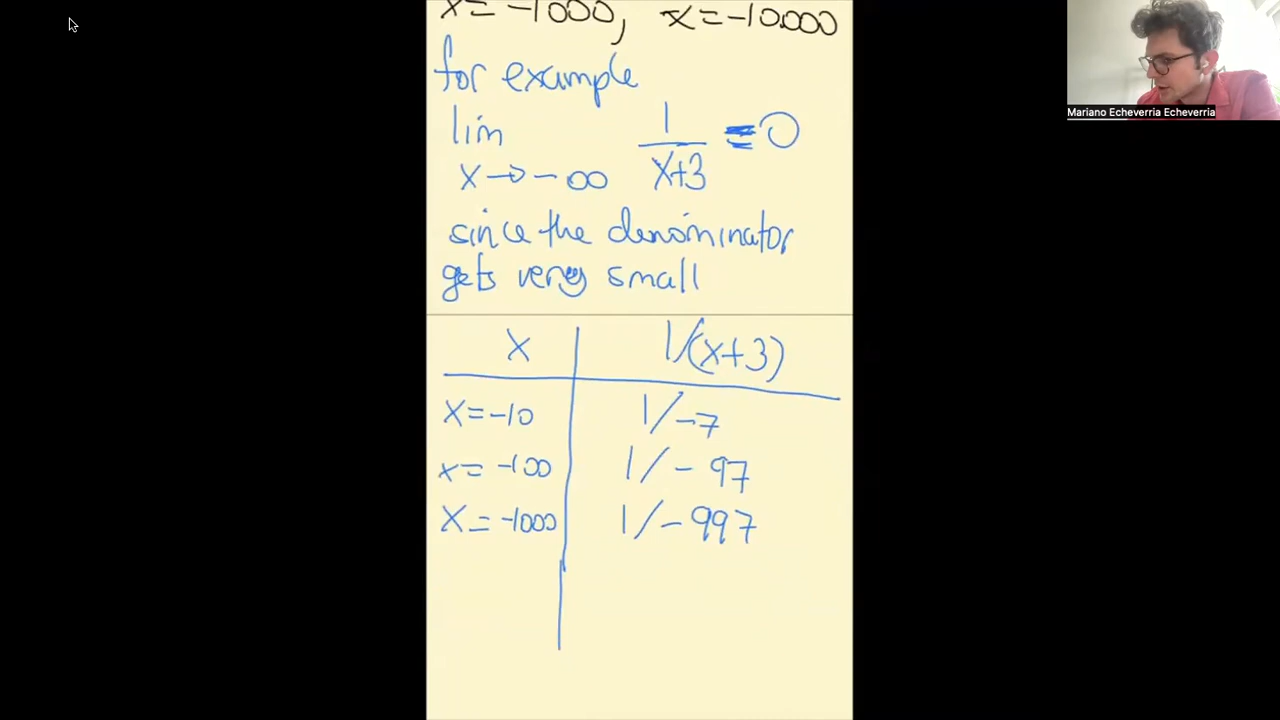 x = -1000, x = -10000
for example
lim 1 = 0
x → -∞ x+3
since the denominator
gets very small
x 1/(x+3)
x=-10 1/-7
x= -100 1/- 97
x= -1000 1/- 997
Mariano Echeverria Echeverria